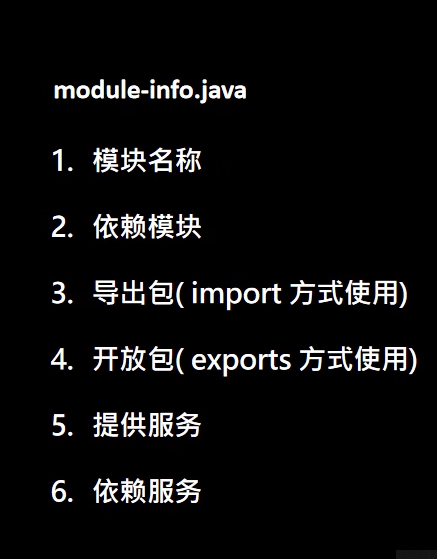 module-info.java
1. 模块名称
2. 依赖模块
3. 导出包( import 方式使用)
4. 开放包( exports 方式使用)
5. 提供服务
6. 依赖服务